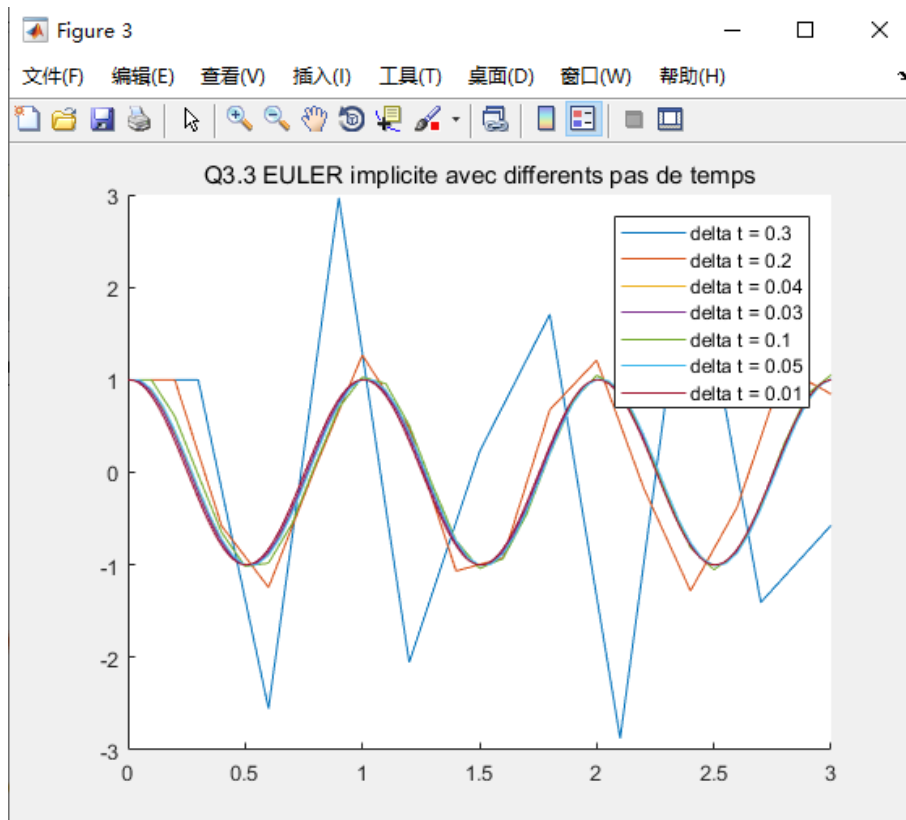 Figure 3
文件(F) 编辑(E) 查看(V) 插入(I) 工具(T) 桌面(D) 窗口(W) 帮助(H)
Q3.3 EULER implicite avec differents pas de temps
3
2
1
0
-1
-2
-3
0 0.5 1 1.5 2 2.5 3
delta t = 0.3
delta t = 0.2
delta t = 0.04
delta t = 0.03
delta t = 0.1
delta t = 0.05
delta t = 0.01